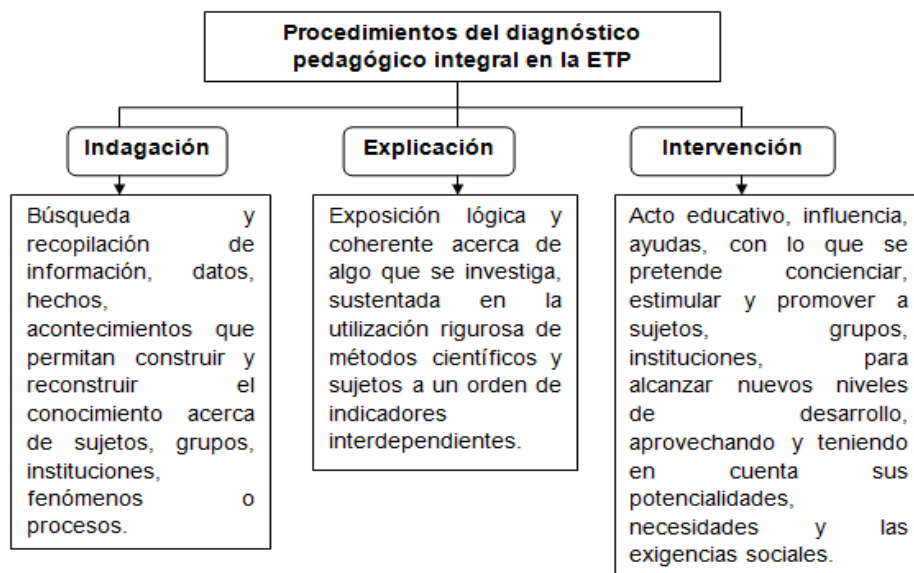 Procedimientos del diagnóstico
pedagógico integral en la ETP
Indagación
Búsqueda y
recopilación de
información, datos,
hechos,
acontecimientos que
permitan construir y
reconstruir el
conocimiento acerca
de sujetos, grupos,
instituciones,
fenómenos o
procesos.
Explicación
Exposición lógica y
coherente acerca de
algo que se investiga,
sustentada en la
utilización rigurosa de
métodos científicos y
sujetos a un orden de
indicadores
interdependientes.
Intervención
Acto educativo, influencia,
ayudas, con lo que se
pretende concienciar,
estimular y promover a
sujetos, grupos,
instituciones, para
alcanzar nuevos niveles
de desarrollo,
aprovechando y teniendo
en cuenta sus
potencialidades,
necesidades y las
exigencias sociales.